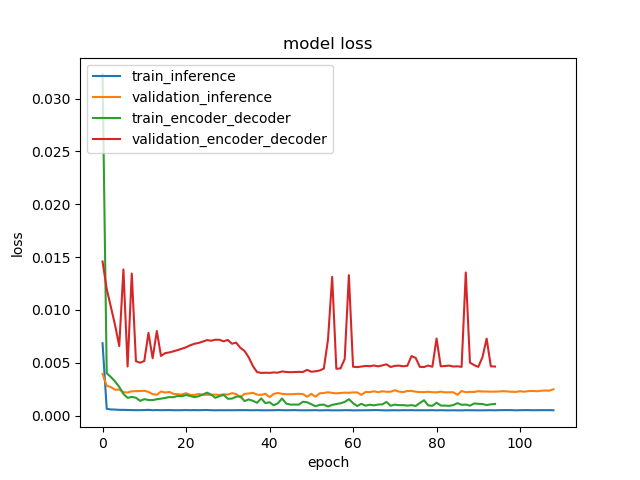 model loss
train_inference
validation_inference
train_encoder_decoder
validation_encoder_decoder
loss
0.030
0.025
0.020
0.015
0.010
0.005
0.000
0 20 40 60 80 100
epoch